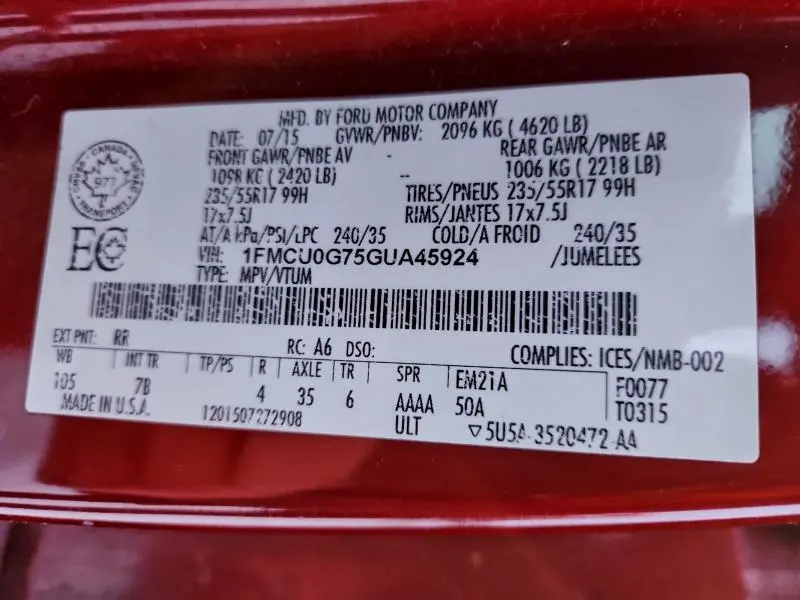 MFD. BY FORD MOTOR COMPANY
DATE: 07/15 GVWR/PNBV: 2096 KG ( 4620 LB)
FRONT GAWR/PNBE AV REAR GAWR/PNBE AR
1098 KG (2420 LB) -- 1006 KG (2218 LB)
235/55R17 99H TIRES/PNEUS 235/55R17 99H
17x7.5J RIMS/JANTES 17x7.5J
AT/A kPa/PSI/LPC 240/35 COLD/A FROID 240/35
VIN: 1FMCU0G75GUA45924 /JUMELEES
TYPE: MPV/VTUM
CANADA
TRANSPORT
977
EC
EXT PNT: RR RC: A6 DSO: COMPLIES: ICES/NMB-002
WB INT TR TP/PS R AXLE TR SPR EM21A F0077
105 7B 4 35 6 AAAA 50A T0315
MADE IN U.S.A. 1201507272908 ULT 5U5A-3520472-AA